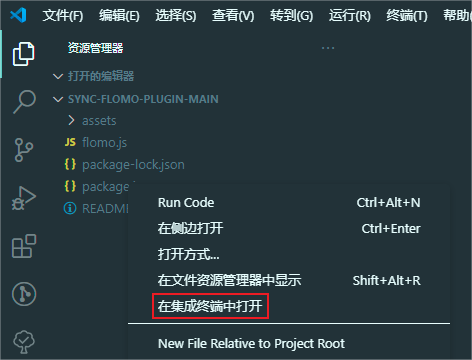 文件(F) 编辑(E) 选择(S) 查看(V) 转到(G) 运行(R) 终端(T) 帮助
资源管理器 ...
打开的编辑器
SYNC-FLOMO-PLUGIN-MAIN
assets
JS flomo.js
{} package-lock.json
{} package
README
Run Code Ctrl+Alt+N
在侧边打开 Ctrl+Enter
打开方式...
在文件资源管理器中显示 Shift+Alt+R
在集成终端中打开
New File Relative to Project Root